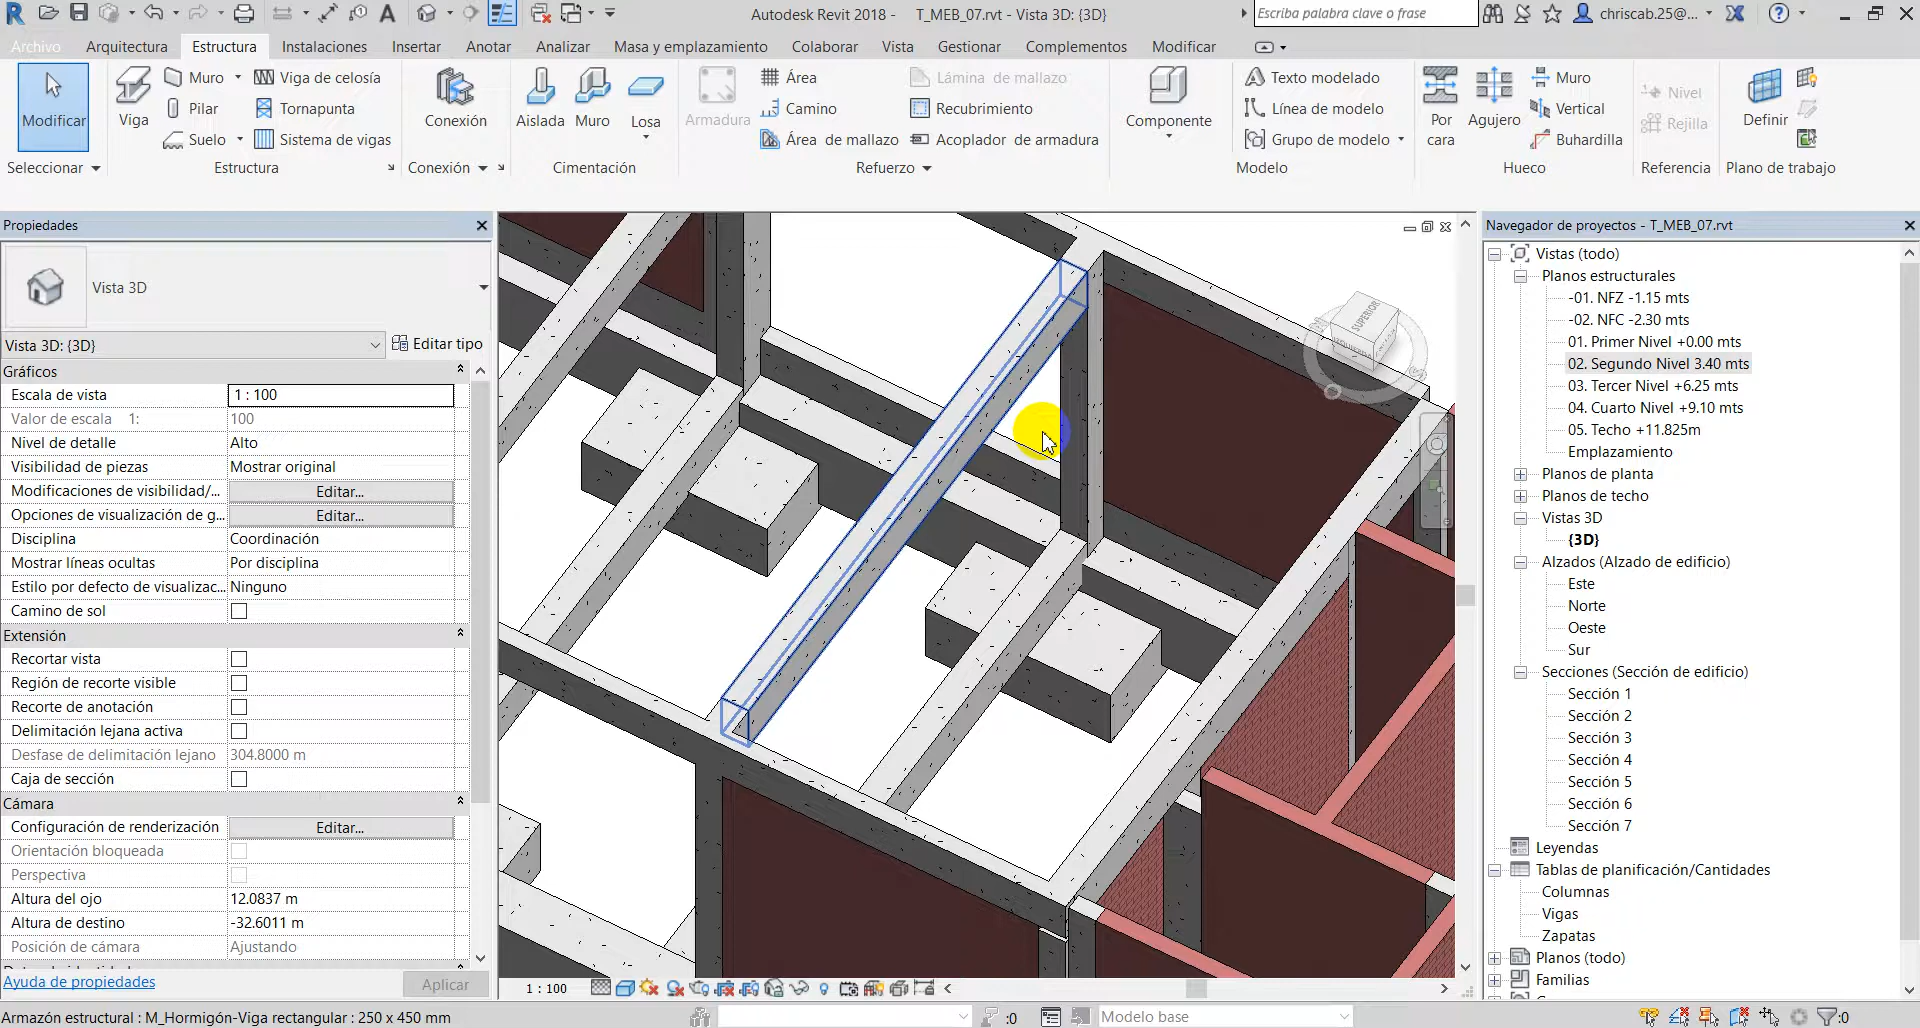 Autodesk Revit 2018 - T_MEB_07.rvt - Vista 3D: {3D}
Escriba palabra clave o frase
chriscab.25@...
Archivo Arquitectura Estructura Instalaciones Insertar Anotar Analizar Masa y emplazamiento Colaborar Vista Gestionar Complementos Modificar
Modificar
Viga
Muro
Pilar
Suelo
Viga de celosía
Tornapunta
Sistema de vigas
Conexión
Aislada
Muro
Losa
Armadura
Área
Camino
Área de mallazo
Lámina de mallazo
Recubrimiento
Acoplador de armadura
Componente
Texto modelado
Línea de modelo
Grupo de modelo
Por cara
Agujero
Muro
Vertical
Buhardilla
Nivel
Rejilla
Definir
Seleccionar Estructura Conexión Cimentación Refuerzo Modelo Hueco Referencia Plano de trabajo
Propiedades
Vista 3D
Vista 3D: {3D} Editar tipo
Gráficos
Escala de vista 1 : 100
Valor de escala 1: 100
Nivel de detalle Alto
Visibilidad de piezas Mostrar original
Modificaciones de visibilidad/... Editar...
Opciones de visualización de g... Editar...
Disciplina Coordinación
Mostrar líneas ocultas Por disciplina
Estilo por defecto de visualizac... Ninguno
Camino de sol
Extensión
Recortar vista
Región de recorte visible
Recorte de anotación
Delimitación lejana activa
Desfase de delimitación lejano 304.8000 m
Caja de sección
Cámara
Configuración de renderización Editar...
Orientación bloqueada
Perspectiva
Altura del ojo 12.0837 m
Altura de destino -32.6011 m
Posición de cámara Ajustando
Ayuda de propiedades Aplicar
SUPERIOR
1 : 100
Navegador de proyectos - T_MEB_07.rvt
Vistas (todo)
Planos estructurales
-01. NFZ -1.15 mts
-02. NFC -2.30 mts
01. Primer Nivel +0.00 mts
02. Segundo Nivel 3.40 mts
03. Tercer Nivel +6.25 mts
04. Cuarto Nivel +9.10 mts
05. Techo +11.825m
Emplazamiento
Planos de planta
Planos de techo
Vistas 3D
{3D}
Alzados (Alzado de edificio)
Este
Norte
Oeste
Sur
Secciones (Sección de edificio)
Sección 1
Sección 2
Sección 3
Sección 4
Sección 5
Sección 6
Sección 7
Leyendas
Tablas de planificación/Cantidades
Columnas
Vigas
Zapatas
Planos (todo)
Familias
Armazón estructural : M_Hormigón-Viga rectangular : 250 x 450 mm
:0
Modelo base
:0